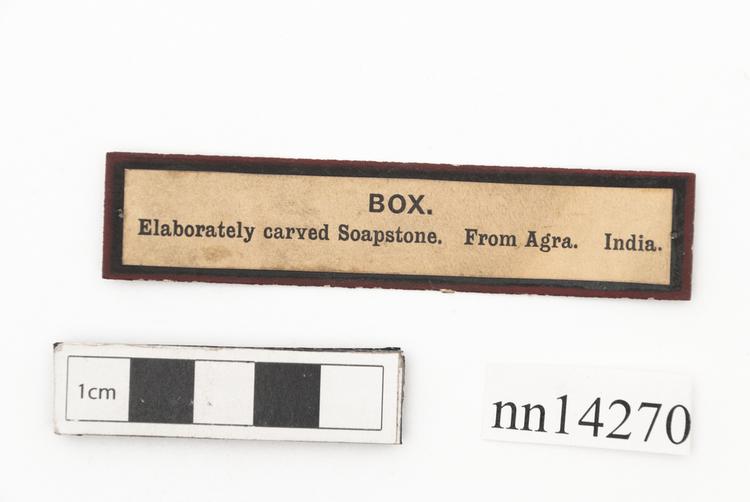 BOX.
Elaborately carved Soapstone. From Agra. India.
1cm
nn14270